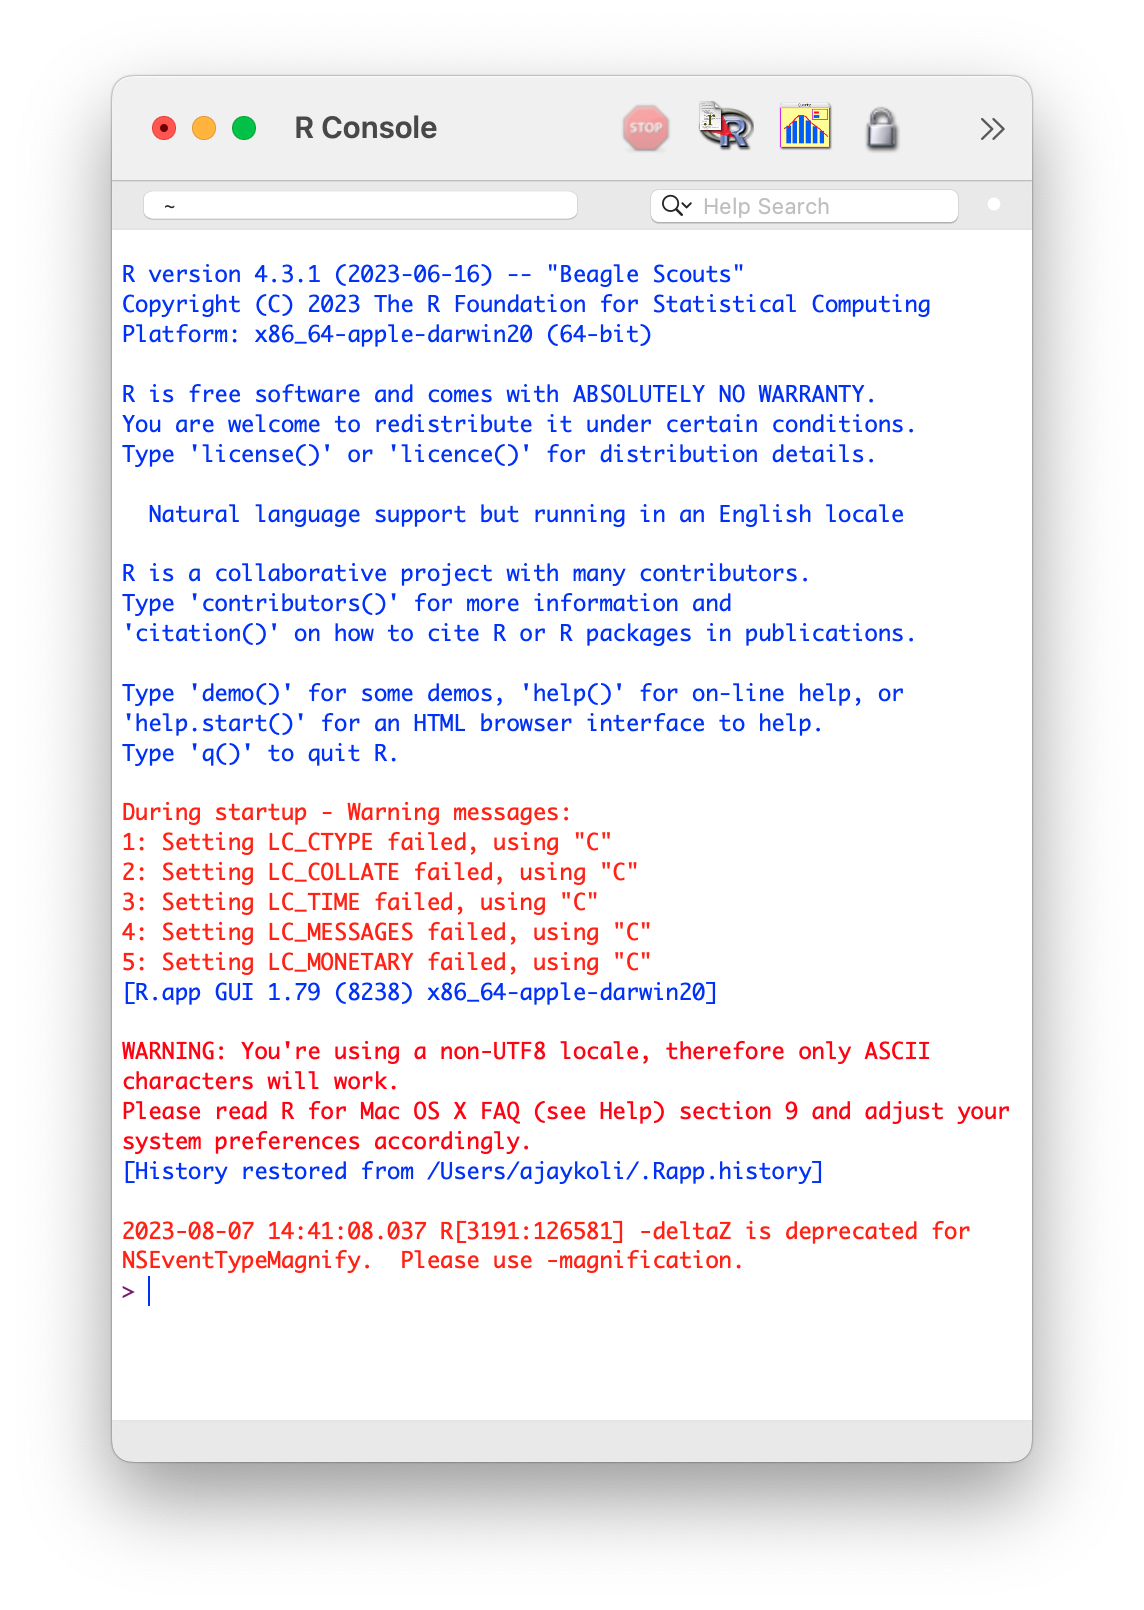 R Console
STOP
~
Help Search
R version 4.3.1 (2023-06-16) -- "Beagle Scouts"
Copyright (C) 2023 The R Foundation for Statistical Computing
Platform: x86_64-apple-darwin20 (64-bit)
R is free software and comes with ABSOLUTELY NO WARRANTY.
You are welcome to redistribute it under certain conditions.
Type 'license()' or 'licence()' for distribution details.
Natural language support but running in an English locale
R is a collaborative project with many contributors.
Type 'contributors()' for more information and
'citation()' on how to cite R or R packages in publications.
Type 'demo()' for some demos, 'help()' for on-line help, or
'help.start()' for an HTML browser interface to help.
Type 'q()' to quit R.
During startup - Warning messages:
1: Setting LC_CTYPE failed, using "C"
2: Setting LC_COLLATE failed, using "C"
3: Setting LC_TIME failed, using "C"
4: Setting LC_MESSAGES failed, using "C"
5: Setting LC_MONETARY failed, using "C"
[R.app GUI 1.79 (8238) x86_64-apple-darwin20]
WARNING: You're using a non-UTF8 locale, therefore only ASCII
characters will work.
Please read R for Mac OS X FAQ (see Help) section 9 and adjust your
system preferences accordingly.
[History restored from /Users/ajaykoli/.Rapp.history]
2023-08-07 14:41:08.037 R[3191:126581] -deltaZ is deprecated for
NSEventTypeMagnify.  Please use -magnification.
>